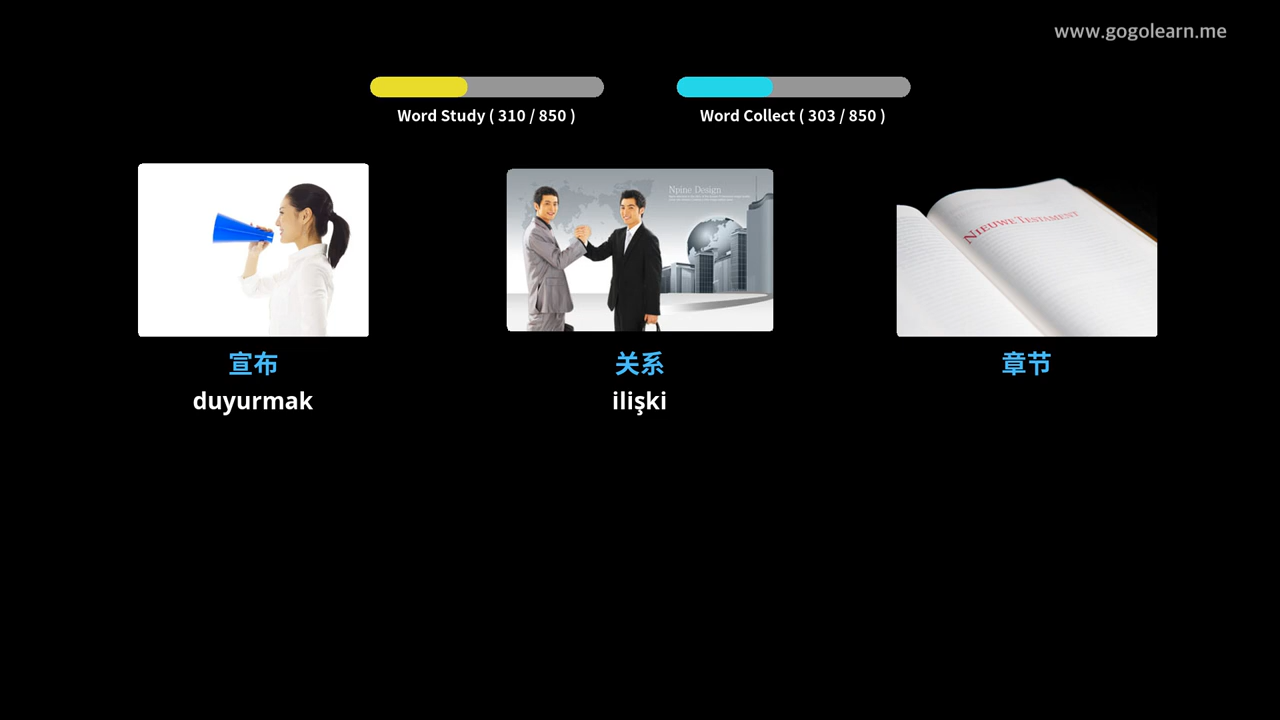 www.gogolearn.me
Word Study ( 310 / 850 )
Word Collect ( 303 / 850 )
Npine Design
NIEUWE TESTAMENT
宣布
关系
章节
duyurmak
ilişki